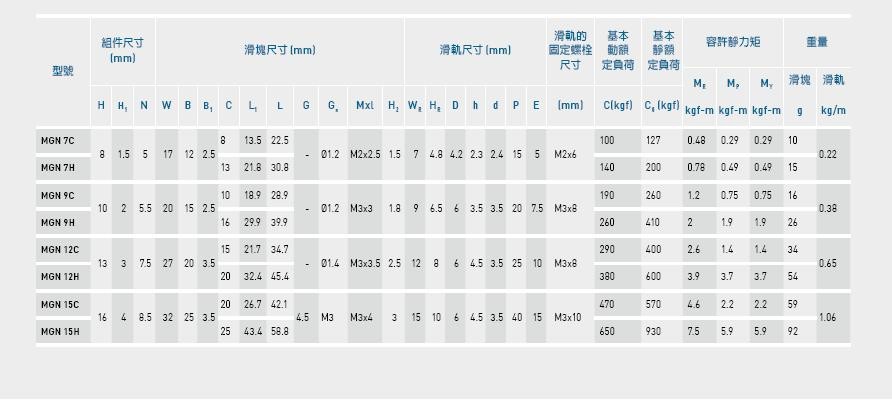 型號 組件尺寸 (mm) 滑塊尺寸 (mm) 滑軌尺寸 (mm) 滑軌的 固定螺栓 尺寸 基本 動額 定負荷 基本 靜額 定負荷 容許靜力矩 重量
MR MP MY 滑塊 滑軌
H H1 N W B B1 C L1 L G Gn Mxl H2 WR HR D h d P E (mm) C(kgf) C0 (kgf) kgf-m kgf-m kgf-m g kg/m
MGN 7C 8 1.5 5 17 12 2.5 8 13.5 22.5 - Ø1.2 M2x2.5 1.5 7 4.8 4.2 2.3 2.4 15 5 M2x6 100 127 0.48 0.29 0.29 10 0.22
MGN 7H 13 21.8 30.8 140 200 0.78 0.49 0.49 15
MGN 9C 10 2 5.5 20 15 2.5 10 18.9 28.9 - Ø1.2 M3x3 1.8 9 6.5 6 3.5 3.5 20 7.5 M3x8 190 260 1.2 0.75 0.75 16 0.38
MGN 9H 16 29.9 39.9 260 410 2 1.9 1.9 26
MGN 12C 13 3 7.5 27 20 3.5 15 21.7 34.7 - Ø1.4 M3x3.5 2.5 12 8 6 4.5 3.5 25 10 M3x8 290 400 2.6 1.4 1.4 34 0.65
MGN 12H 20 32.4 45.4 380 600 3.9 3.7 3.7 54
MGN 15C 16 4 8.5 32 25 3.5 20 26.7 42.1 4.5 M3 M3x4 3 15 10 6 4.5 3.5 40 15 M3x10 470 570 4.6 2.2 2.2 59 1.06
MGN 15H 25 43.4 58.8 650 930 7.5 5.9 5.9 92